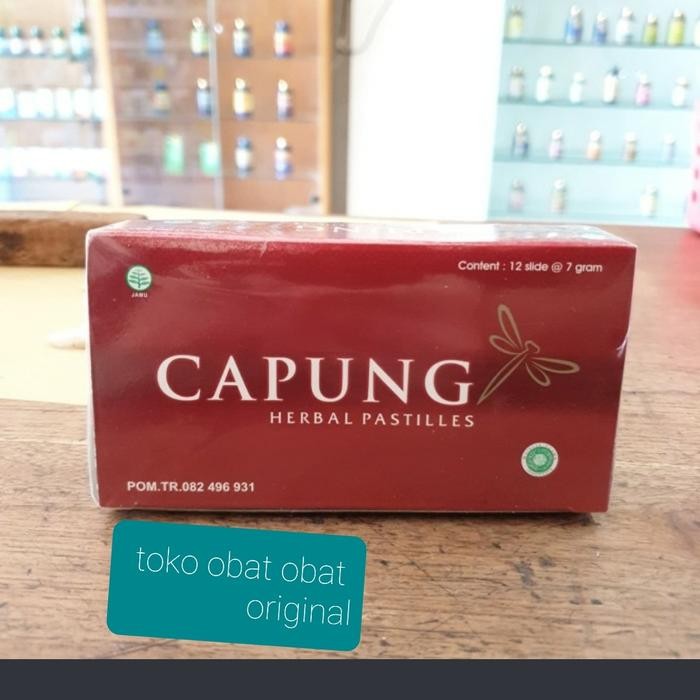 Content : 12 slide @ 7 gram
JAMU
CAPUNG
HERBAL PASTILLES
POM.TR.082 496 931
toko obat obat
original